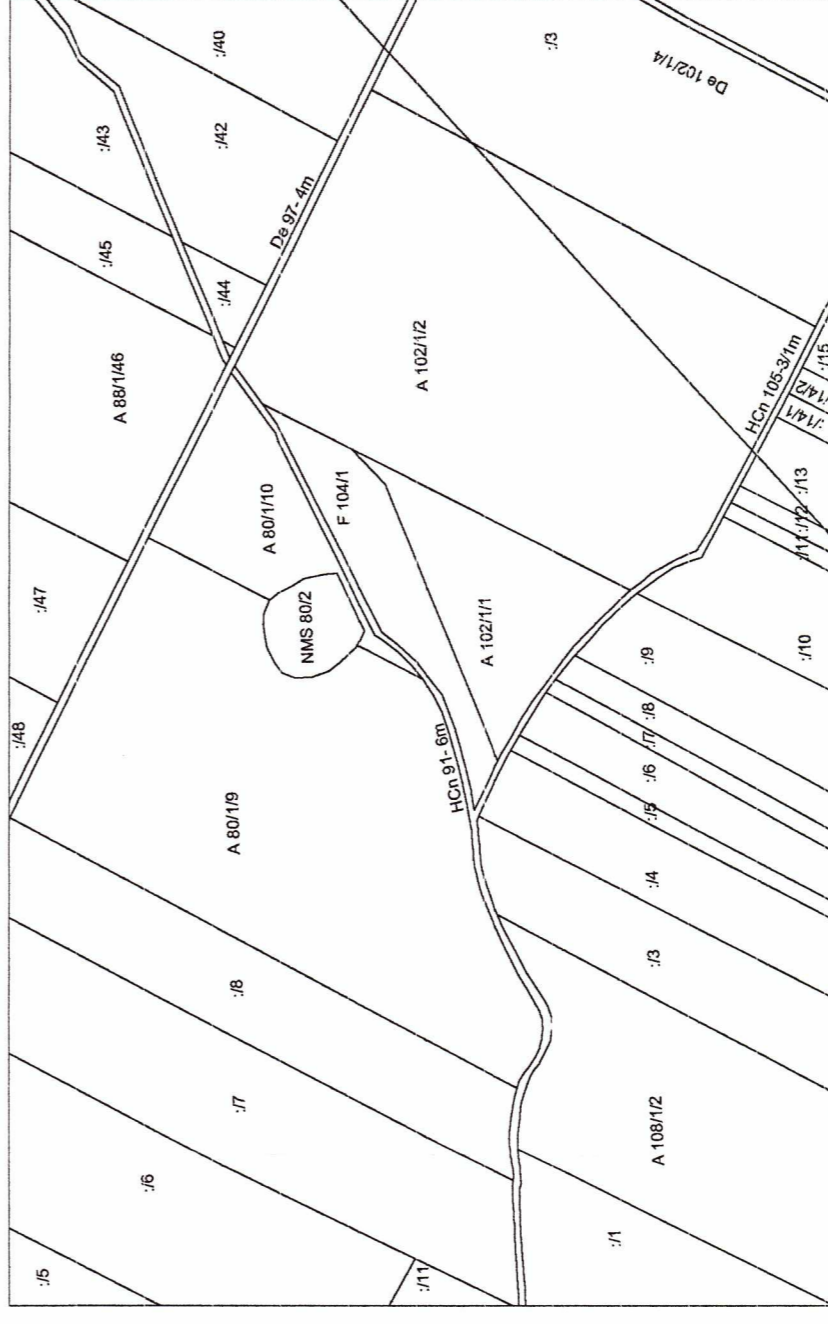 :/40
:/3
De 102/1/4
:/43
:/42
:/45
De 97- 4m
:/44
A 88/1/46
A 102/1/2
HCn 105-3/1m
:/15
:/14/2
:/14/1
A 80/1/10
F 104/1
:/13
:/12
:/11
:/47
NMS 80/2
A 102/1/1
:/9
:/10
:/48
:/8
:/7
HCn 91- 6m
:/6
:/5
A 80/1/9
:/4
:/3
:/8
:/7
A 108/1/2
:/6
:/1
:/5
:/11